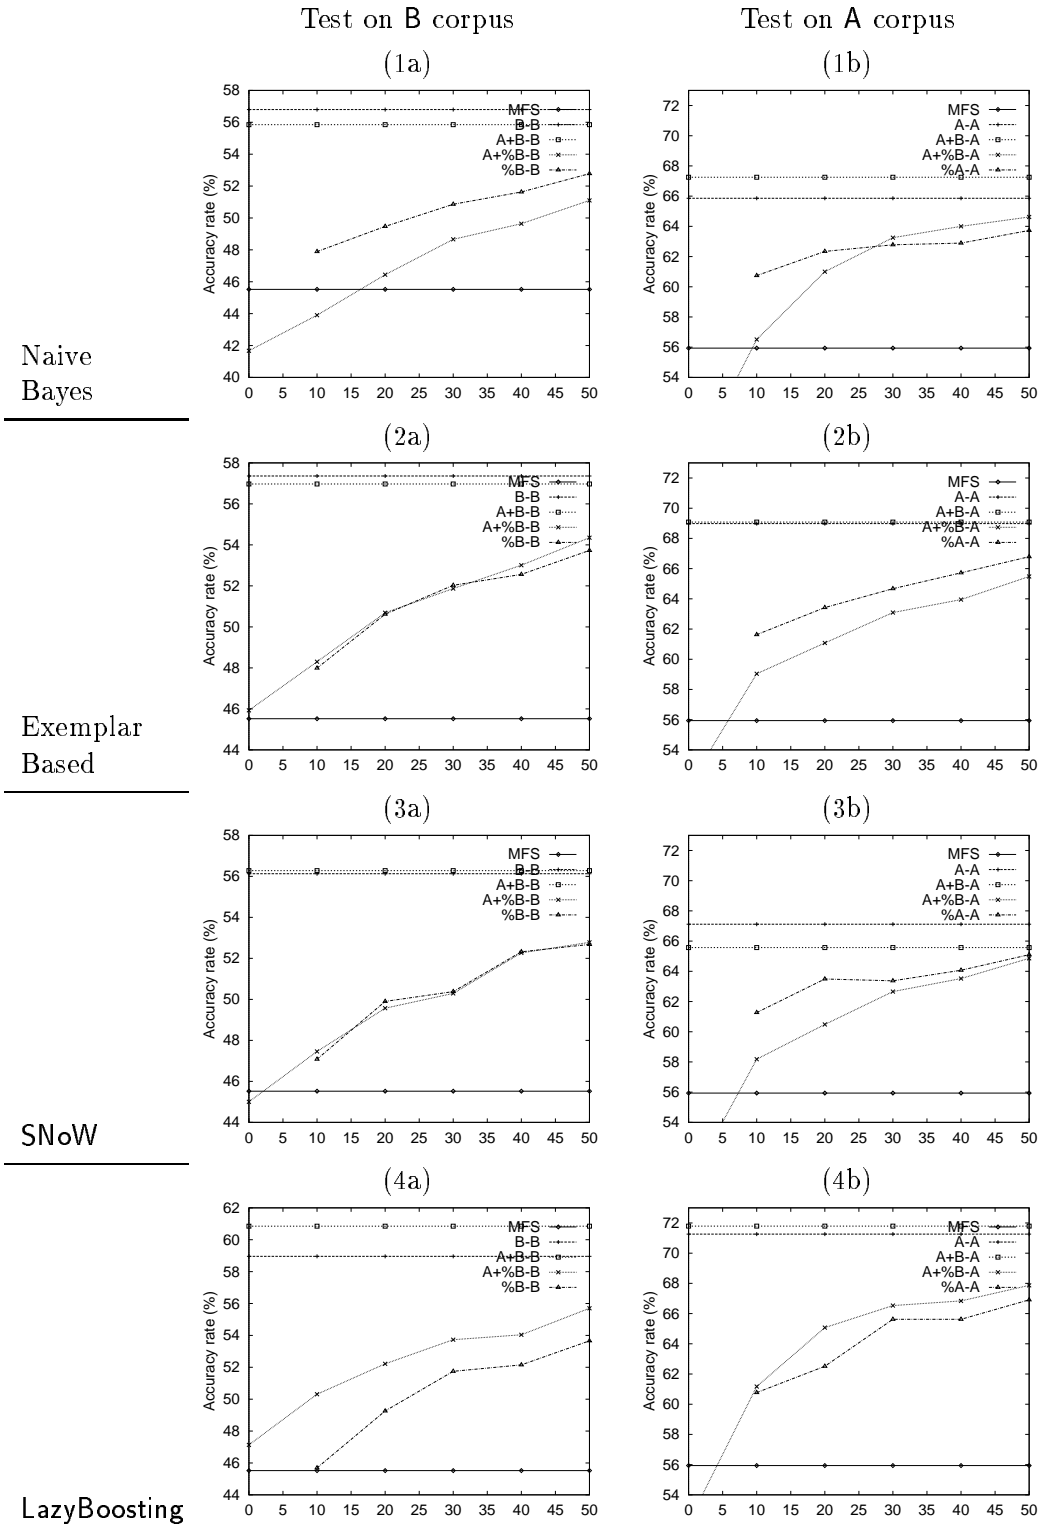 Test on B corpus
Test on A corpus
(1a)
(1b)
58
56
54
52
50
48
46
44
42
40
Accuracy rate (%)
0 5 10 15 20 25 30 35 40 45 50
MFS
B-B
A+B-B
A+%B-B
%B-B
72
70
68
66
64
62
60
58
56
54
Accuracy rate (%)
0 5 10 15 20 25 30 35 40 45 50
MFS
A-A
A+B-A
A+%B-A
%A-A
Naive
Bayes
(2a)
(2b)
58
56
54
52
50
48
46
44
Accuracy rate (%)
0 5 10 15 20 25 30 35 40 45 50
MFS
B-B
A+B-B
A+%B-B
%B-B
72
70
68
66
64
62
60
58
56
54
Accuracy rate (%)
0 5 10 15 20 25 30 35 40 45 50
MFS
A-A
A+B-A
A+%B-A
%A-A
Exemplar
Based
(3a)
(3b)
58
56
54
52
50
48
46
44
Accuracy rate (%)
0 5 10 15 20 25 30 35 40 45 50
MFS
B-B
A+B-B
A+%B-B
%B-B
72
70
68
66
64
62
60
58
56
54
Accuracy rate (%)
0 5 10 15 20 25 30 35 40 45 50
MFS
A-A
A+B-A
A+%B-A
%A-A
SNoW
(4a)
(4b)
62
60
58
56
54
52
50
48
46
44
Accuracy rate (%)
0 5 10 15 20 25 30 35 40 45 50
MFS
B-B
A+B-B
A+%B-B
%B-B
72
70
68
66
64
62
60
58
56
54
Accuracy rate (%)
0 5 10 15 20 25 30 35 40 45 50
MFS
A-A
A+B-A
A+%B-A
%A-A
LazyBoosting